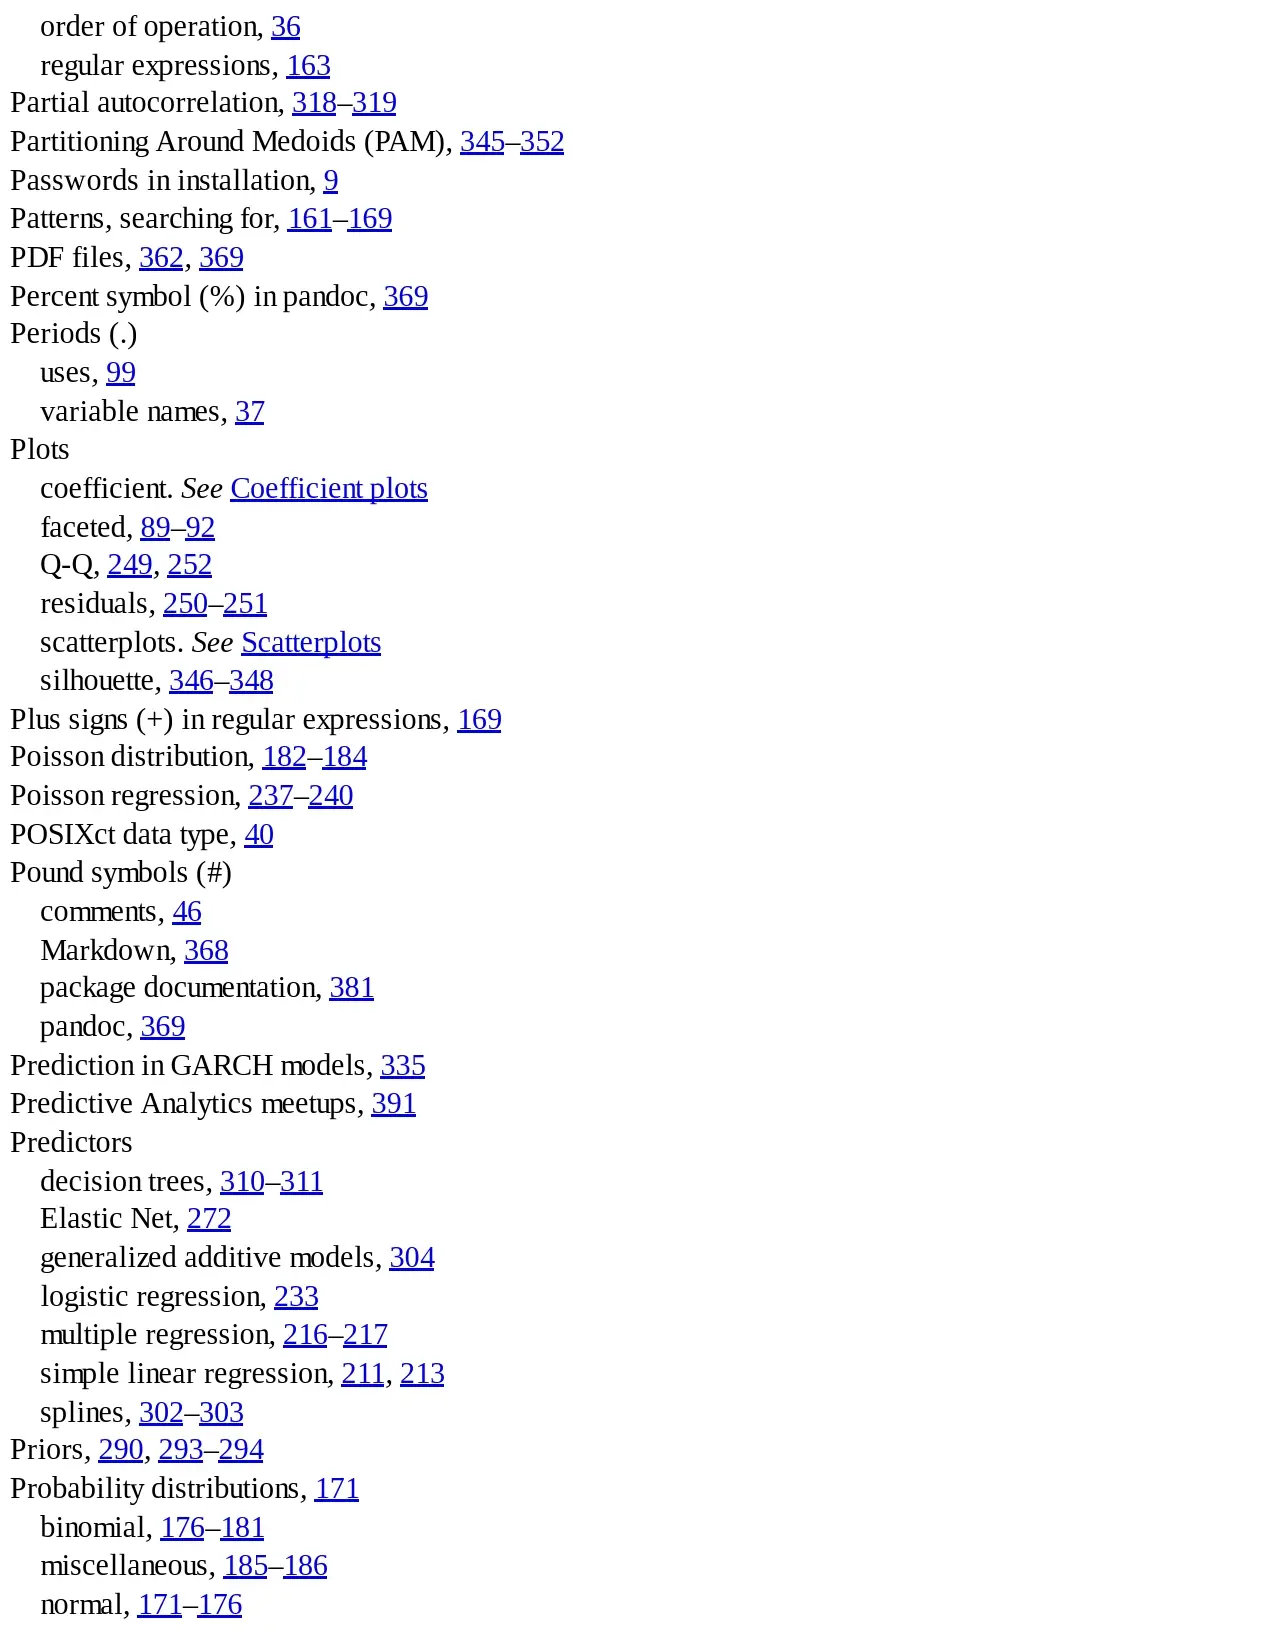 order of operation, 36
regular expressions, 163
Partial autocorrelation, 318–319
Partitioning Around Medoids (PAM), 345–352
Passwords in installation, 9
Patterns, searching for, 161–169
PDF files, 362, 369
Percent symbol (%) in pandoc, 369
Periods (.)
uses, 99
variable names, 37
Plots
coefficient. See Coefficient plots
faceted, 89–92
Q-Q, 249, 252
residuals, 250–251
scatterplots. See Scatterplots
silhouette, 346–348
Plus signs (+) in regular expressions, 169
Poisson distribution, 182–184
Poisson regression, 237–240
POSIXct data type, 40
Pound symbols (#)
comments, 46
Markdown, 368
package documentation, 381
pandoc, 369
Prediction in GARCH models, 335
Predictive Analytics meetups, 391
Predictors
decision trees, 310–311
Elastic Net, 272
generalized additive models, 304
logistic regression, 233
multiple regression, 216–217
simple linear regression, 211, 213
splines, 302–303
Priors, 290, 293–294
Probability distributions, 171
binomial, 176–181
miscellaneous, 185–186
normal, 171–176